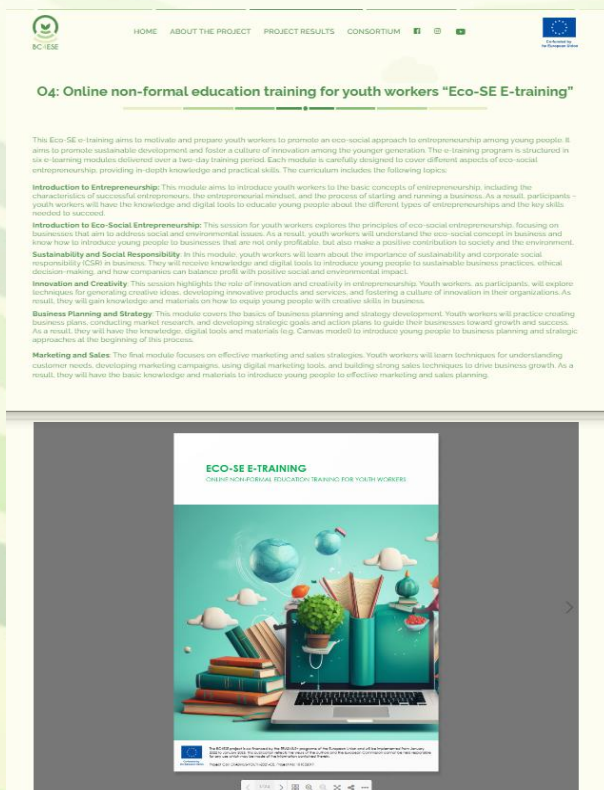 BC4ESE
HOME ABOUT THE PROJECT PROJECT RESULTS CONSORTIUM
Co-funded by
the European Union
O4: Online non-formal education training for youth workers “Eco-SE E-training”
This Eco-SE e-training aims to motivate and prepare youth workers to promote an eco-social approach to entrepreneurship among young people. It
aims to promote sustainable development and foster a culture of innovation among the younger generation. The e-training program is structured in
six e-learning modules delivered over a two-day training period. Each module is carefully designed to cover different aspects of eco-social
entrepreneurship, providing in-depth knowledge and practical skills. The curriculum includes the following topics:
Introduction to Entrepreneurship: This module aims to introduce youth workers to the basic concepts of entrepreneurship, including the
characteristics of successful entrepreneurs, the entrepreneurial mindset, and the process of starting and running a business. As a result, participants -
youth workers will have the knowledge and digital tools to educate young people about the different types of entrepreneurships and the key skills
needed to succeed.
Introduction to Eco-Social Entrepreneurship: This session for youth workers explores the principles of eco-social entrepreneurship, focusing on
businesses that aim to address social and environmental issues. As a result, youth workers will understand the eco-social concept in business and
know how to introduce young people to businesses that are not only profitable, but also make a positive contribution to society and the environment.
Sustainability and Social Responsibility: In this module, youth workers will learn about the importance of sustainability and corporate social
responsibility (CSR) in business. They will receive knowledge and digital tools to introduce young people to sustainable business practices, ethical
decision-making, and how companies can balance profit with positive social and environmental impact.
Innovation and Creativity: This session highlights the role of innovation and creativity in entrepreneurship. Youth workers, as participants, will explore
techniques for generating creative ideas, developing innovative products and services, and fostering a culture of innovation in their organizations. As
result, they will gain knowledge and materials on how to equip young people with creative skills in business.
Business Planning and Strategy: This module covers the basics of business planning and strategy development. Youth workers will practice creating
business plans, conducting market research, and developing strategic goals and action plans to guide their businesses toward growth and success.
As a result, they will have the knowledge, digital tools and materials (e.g. Canvas model) to introduce young people to business planning and strategic
approaches at the beginning of this process.
Marketing and Sales: The final module focuses on effective marketing and sales strategies. Youth workers will learn techniques for understanding
customer needs, developing marketing campaigns, using digital marketing tools, and building strong sales techniques to drive business growth. As a
result, they will have the basic knowledge and materials to introduce young people to effective marketing and sales planning.
ECO-SE E-TRAINING
ONLINE NON-FORMAL EDUCATION TRAINING FOR YOUTH WORKERS